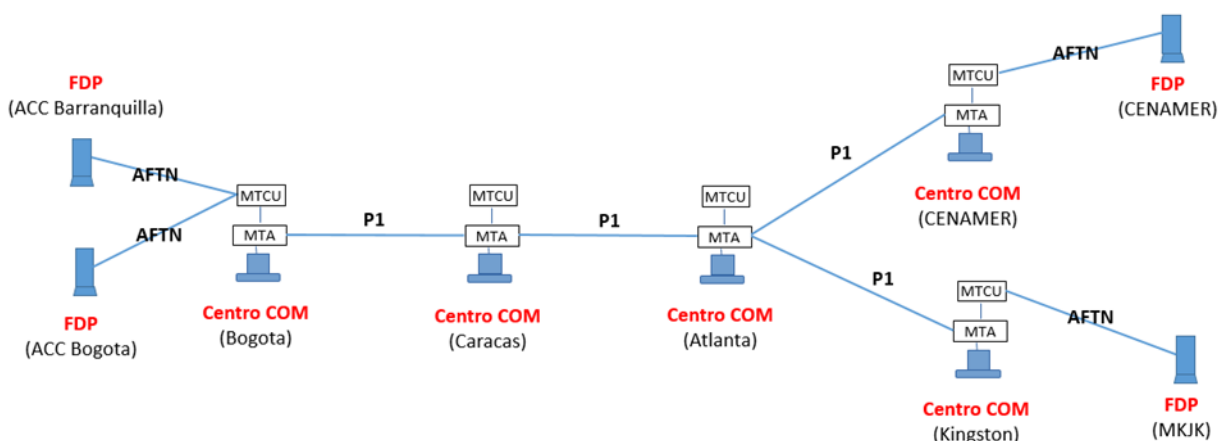 FDP
(ACC Barranquilla)
AFTN
AFTN
FDP
(ACC Bogota)
MTCU
MTA
Centro COM
(Bogota)
P1
MTCU
MTA
Centro COM
(Caracas)
P1
MTCU
MTA
Centro COM
(Atlanta)
P1
P1
MTCU
MTA
Centro COM
(CENAMER)
AFTN
FDP
(CENAMER)
MTCU
MTA
Centro COM
(Kingston)
AFTN
FDP
(MKJK)